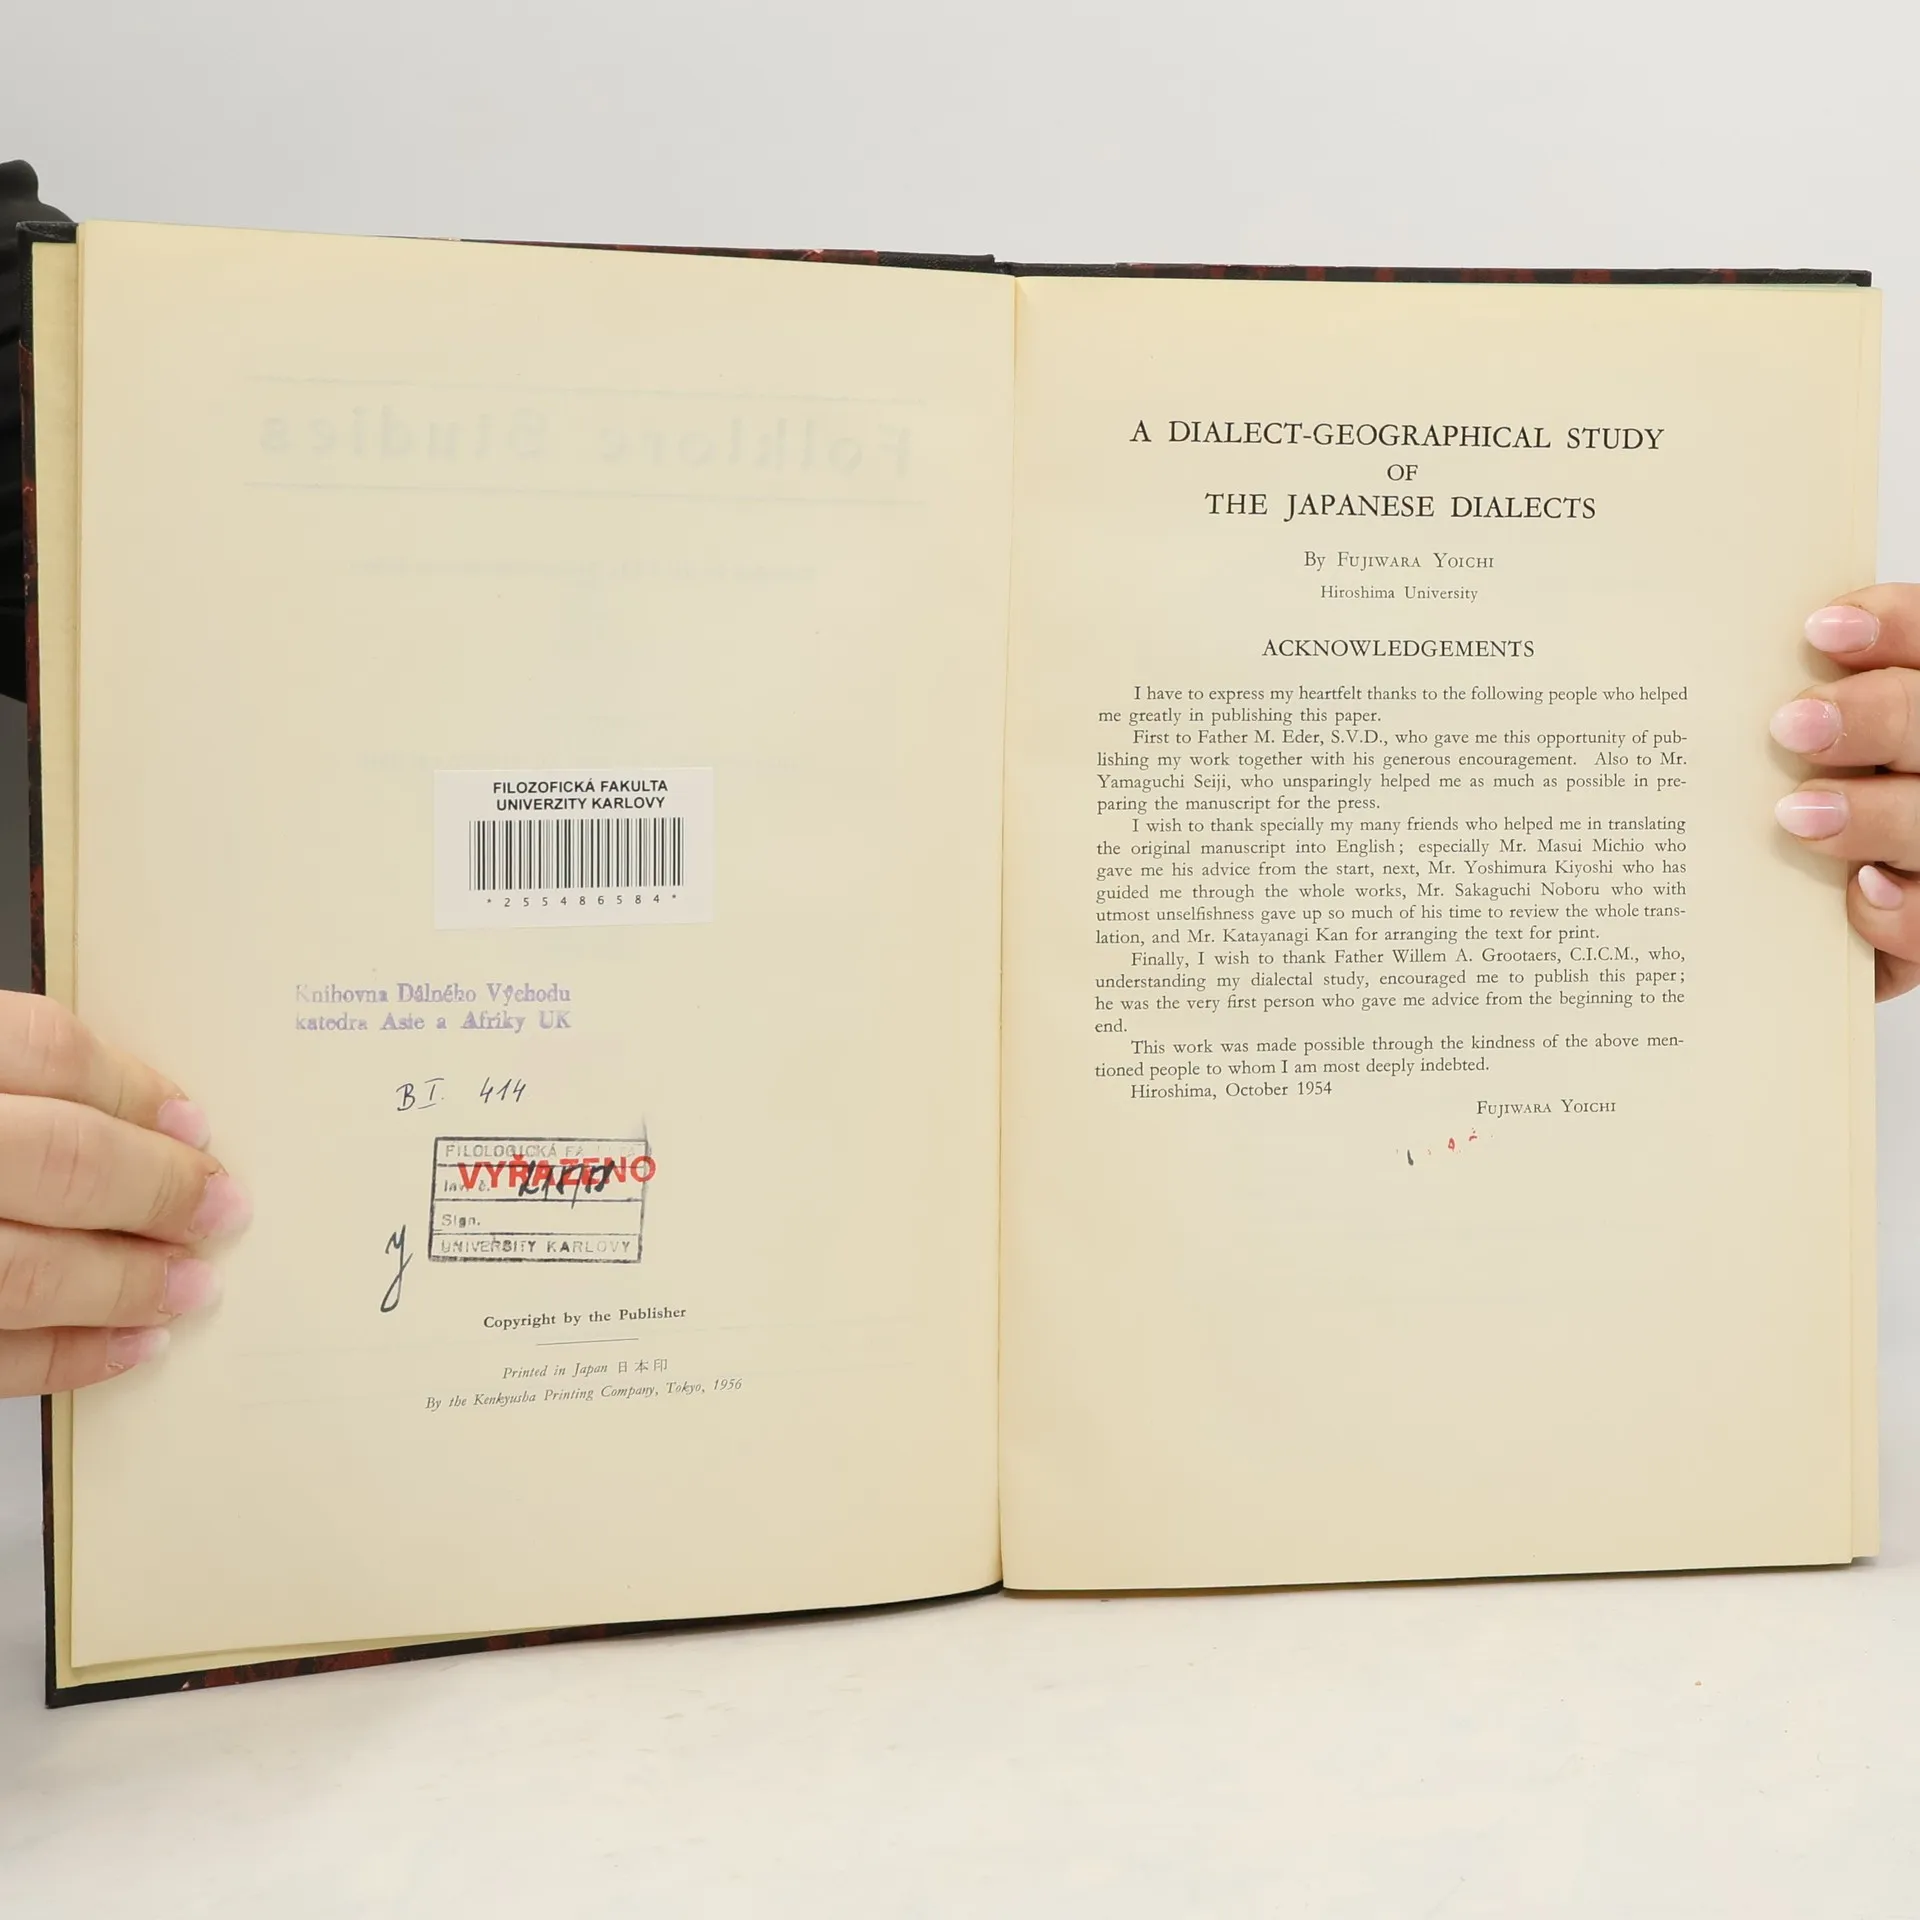 Folklore Studies
FILOZOFICKÁ FAKULTA
UNIVERZITY KARLOVY
*255486584*
Knihovna Dálného Východu
katedra Asie a Afriky UK
B I. 414
FILOLOGICKÁ FAKULTA
VYŘAZENO
Inv. č.
Sign.
UNIVERSITY KARLOVY
y
Copyright by the Publisher
Printed in Japan 日本印
By the Kenkyusha Printing Company, Tokyo, 1956
A DIALECT-GEOGRAPHICAL STUDY
OF
THE JAPANESE DIALECTS
By FUJIWARA YOICHI
Hiroshima University
ACKNOWLEDGEMENTS
I have to express my heartfelt thanks to the following people who helped
me greatly in publishing this paper.
First to Father M. Eder, S.V.D., who gave me this opportunity of pub-
lishing my work together with his generous encouragement. Also to Mr.
Yamaguchi Seiji, who unsparingly helped me as much as possible in pre-
paring the manuscript for the press.
I wish to thank specially my many friends who helped me in translating
the original manuscript into English; especially Mr. Masui Michio who
gave me his advice from the start, next, Mr. Yoshimura Kiyoshi who has
guided me through the whole works, Mr. Sakaguchi Noboru who with
utmost unselfishness gave up so much of his time to review the whole trans-
lation, and Mr. Katayanagi Kan for arranging the text for print.
Finally, I wish to thank Father Willem A. Grootaers, C.I.C.M., who,
understanding my dialectal study, encouraged me to publish this paper;
he was the very first person who gave me advice from the beginning to the
end.
This work was made possible through the kindness of the above men-
tioned people to whom I am most deeply indebted.
Hiroshima, October 1954
FUJIWARA YOICHI